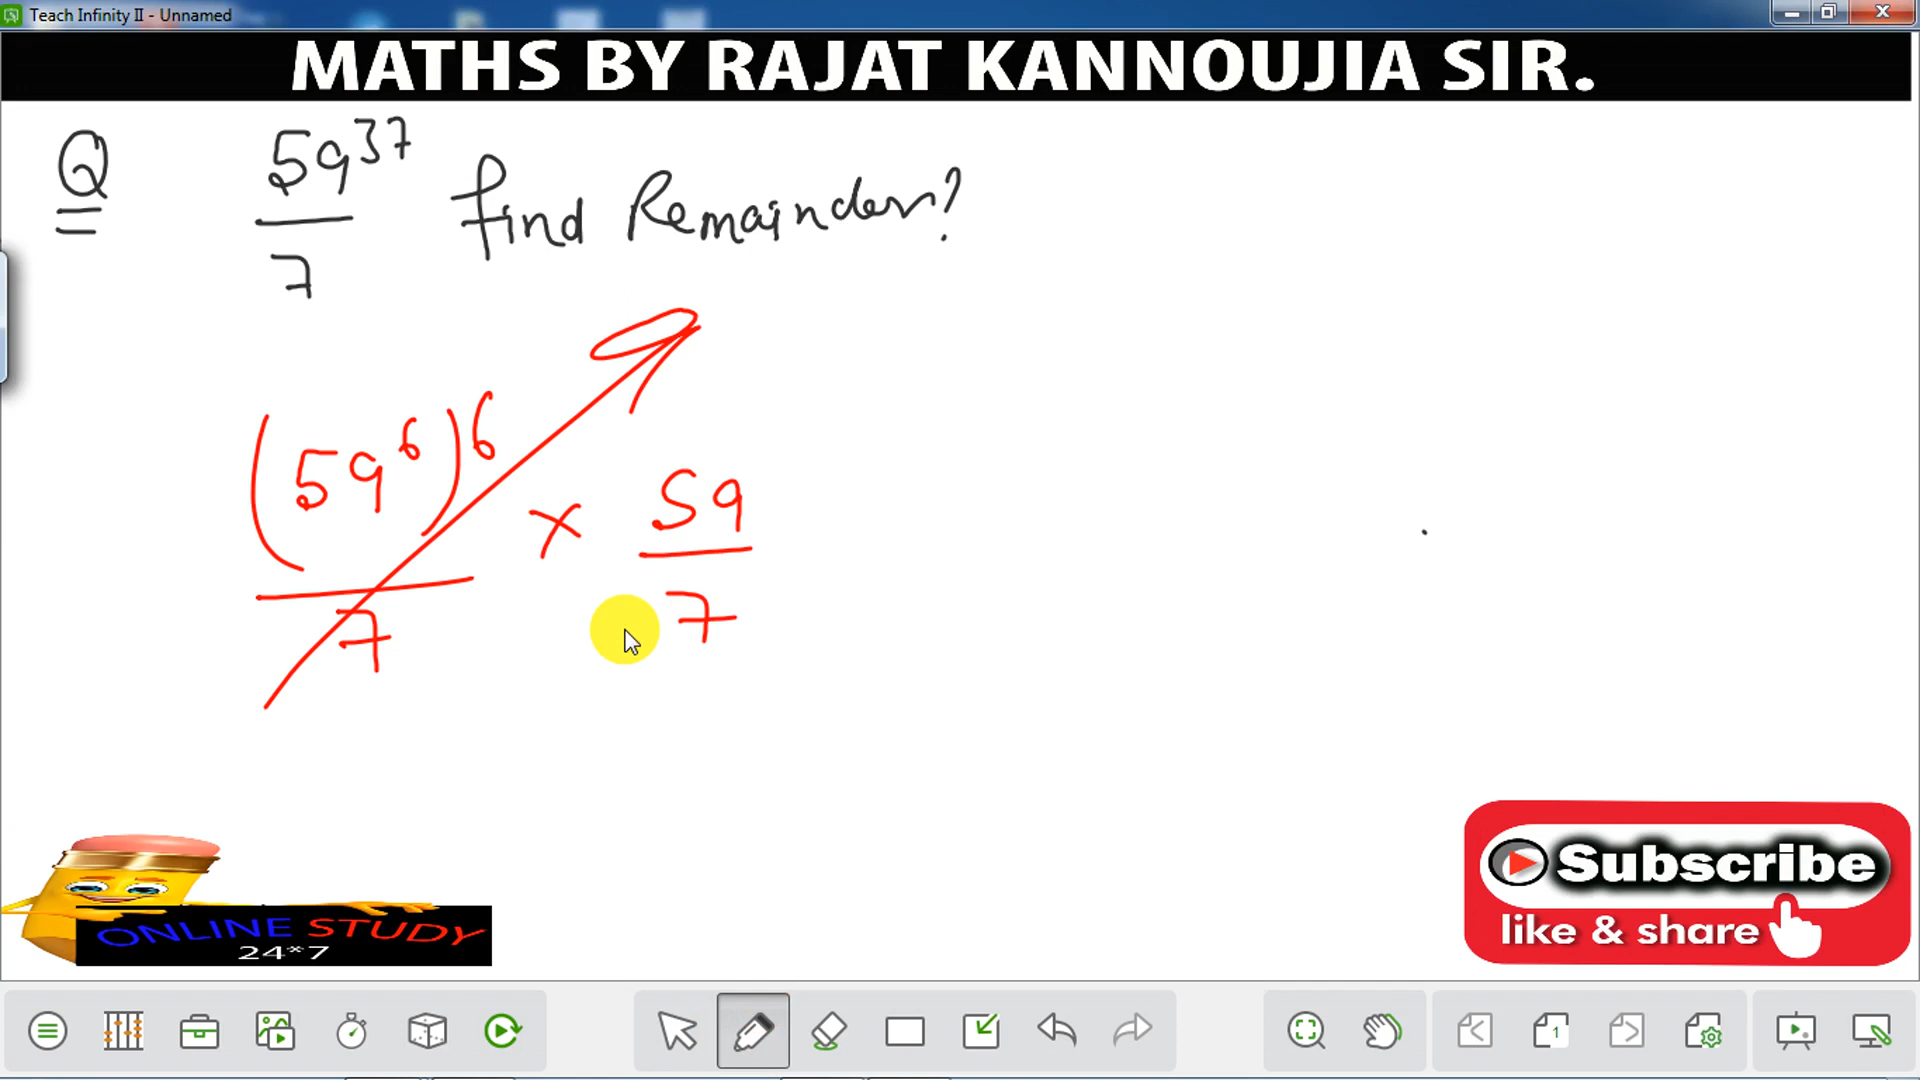 Teach Infinity II - Unnamed
MATHS BY RAJAT KANNOUJIA SIR.
Q 59^37 / 7 find Remainder?
(59^6)^6 / 7 × 59 / 7
ONLINE STUDY
24*7
Subscribe
like & share
1